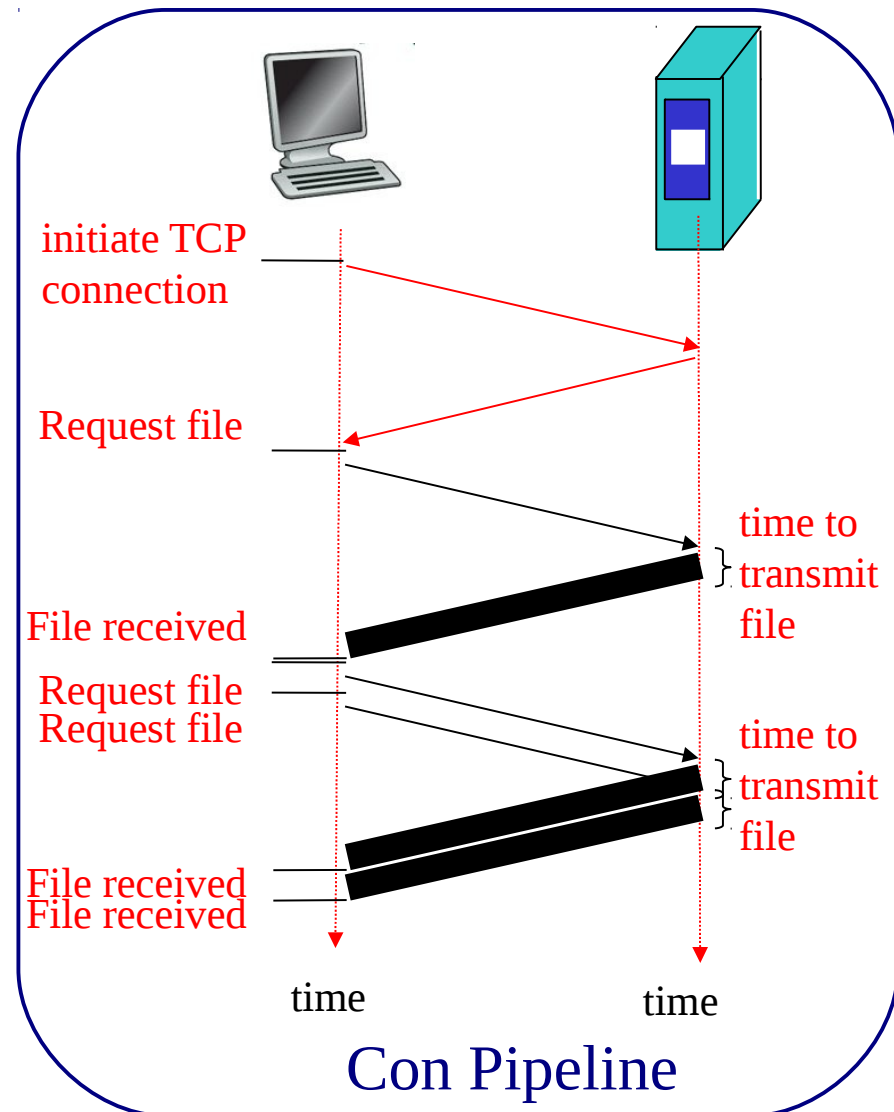 initiate TCP
connection
Request file
time to
transmit
file
File received
Request file
Request file
time to
transmit
file
File received
File received
time
time
Con Pipeline